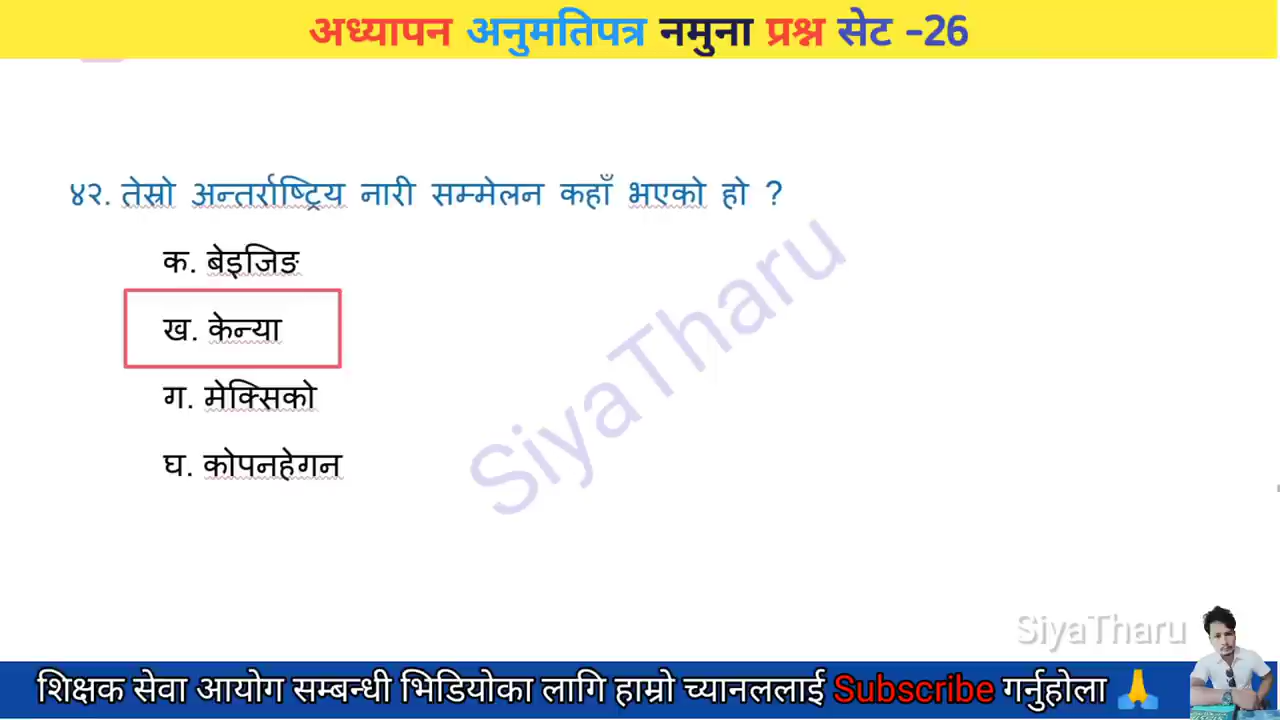 अध्यापन अनुमतिपत्र नमुना प्रश्न सेट -26
४२. तेस्रो अन्तर्राष्ट्रिय नारी सम्मेलन कहाँ भएको हो ?
क. बेइजिङ
ख. केन्या
ग. मेक्सिको
घ. कोपनहेगन
SiyaTharu
SiyaTharu
शिक्षक सेवा आयोग सम्बन्धी भिडियोका लागि हाम्रो च्यानललाई Subscribe गर्नुहोला 🙏